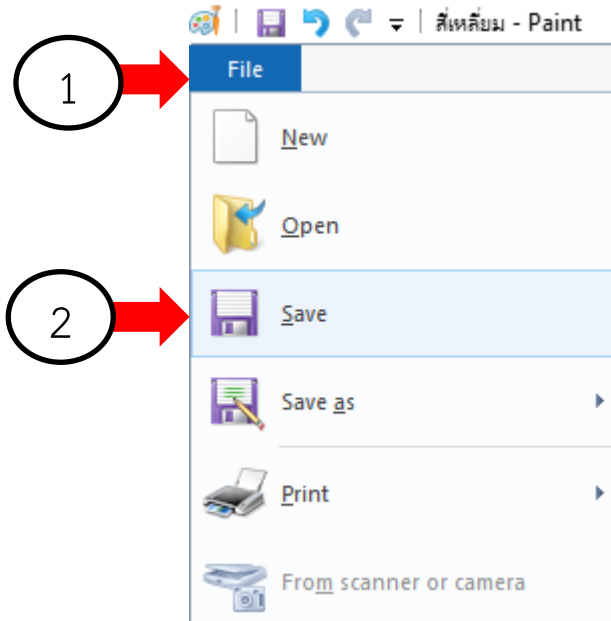 สี่เหลี่ยม - Paint
1
File
New
Open
2
Save
Save as
Print
From scanner or camera